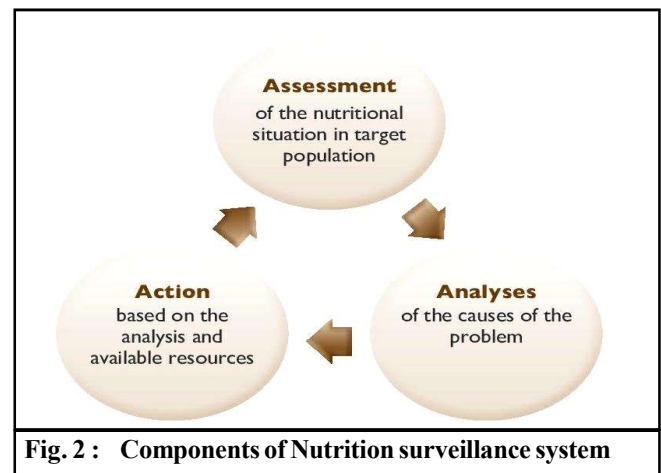 Assessment
of the nutritional
situation in target
population
Action
based on the
analysis and
available resources
Analyses
of the causes of the
problem
Fig. 2 : Components of Nutrition surveillance system